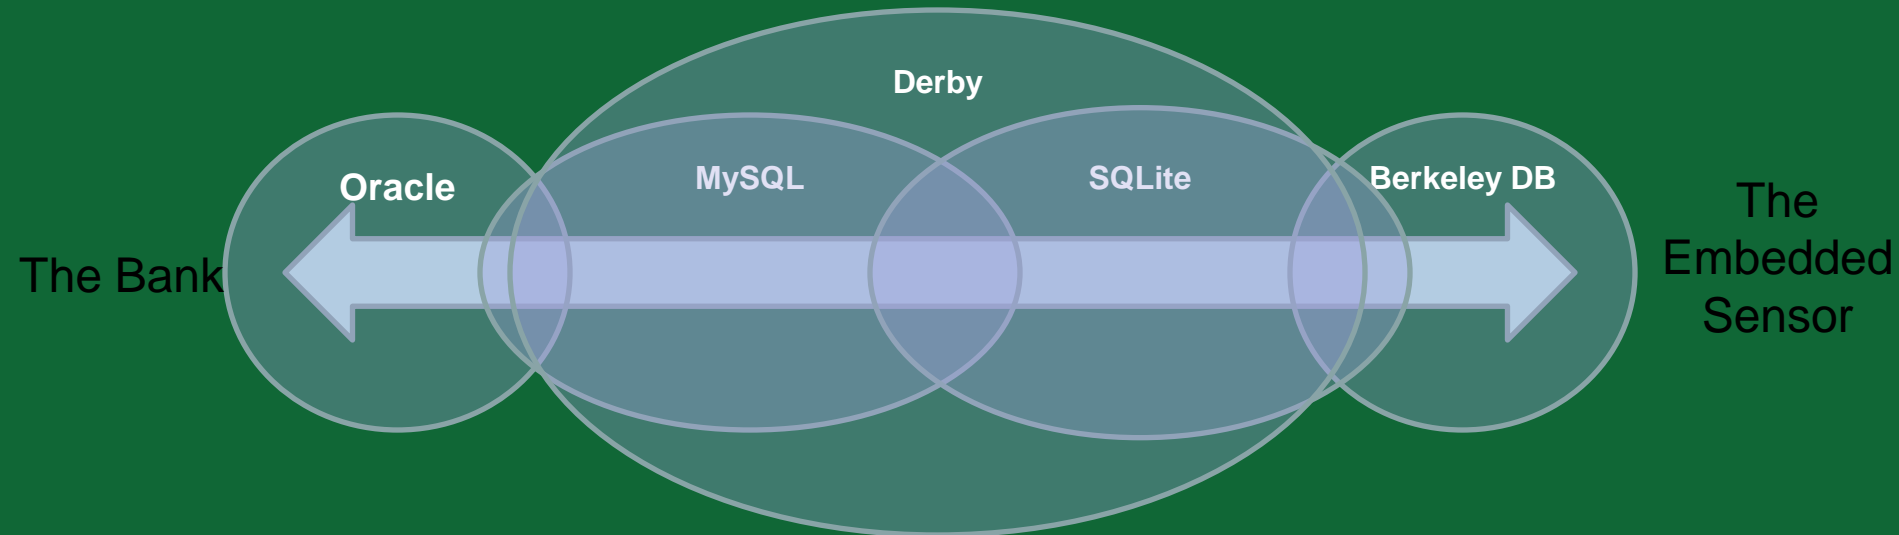 Derby
Oracle
MySQL
SQLite
Berkeley DB
The Bank
The
Embedded
Sensor